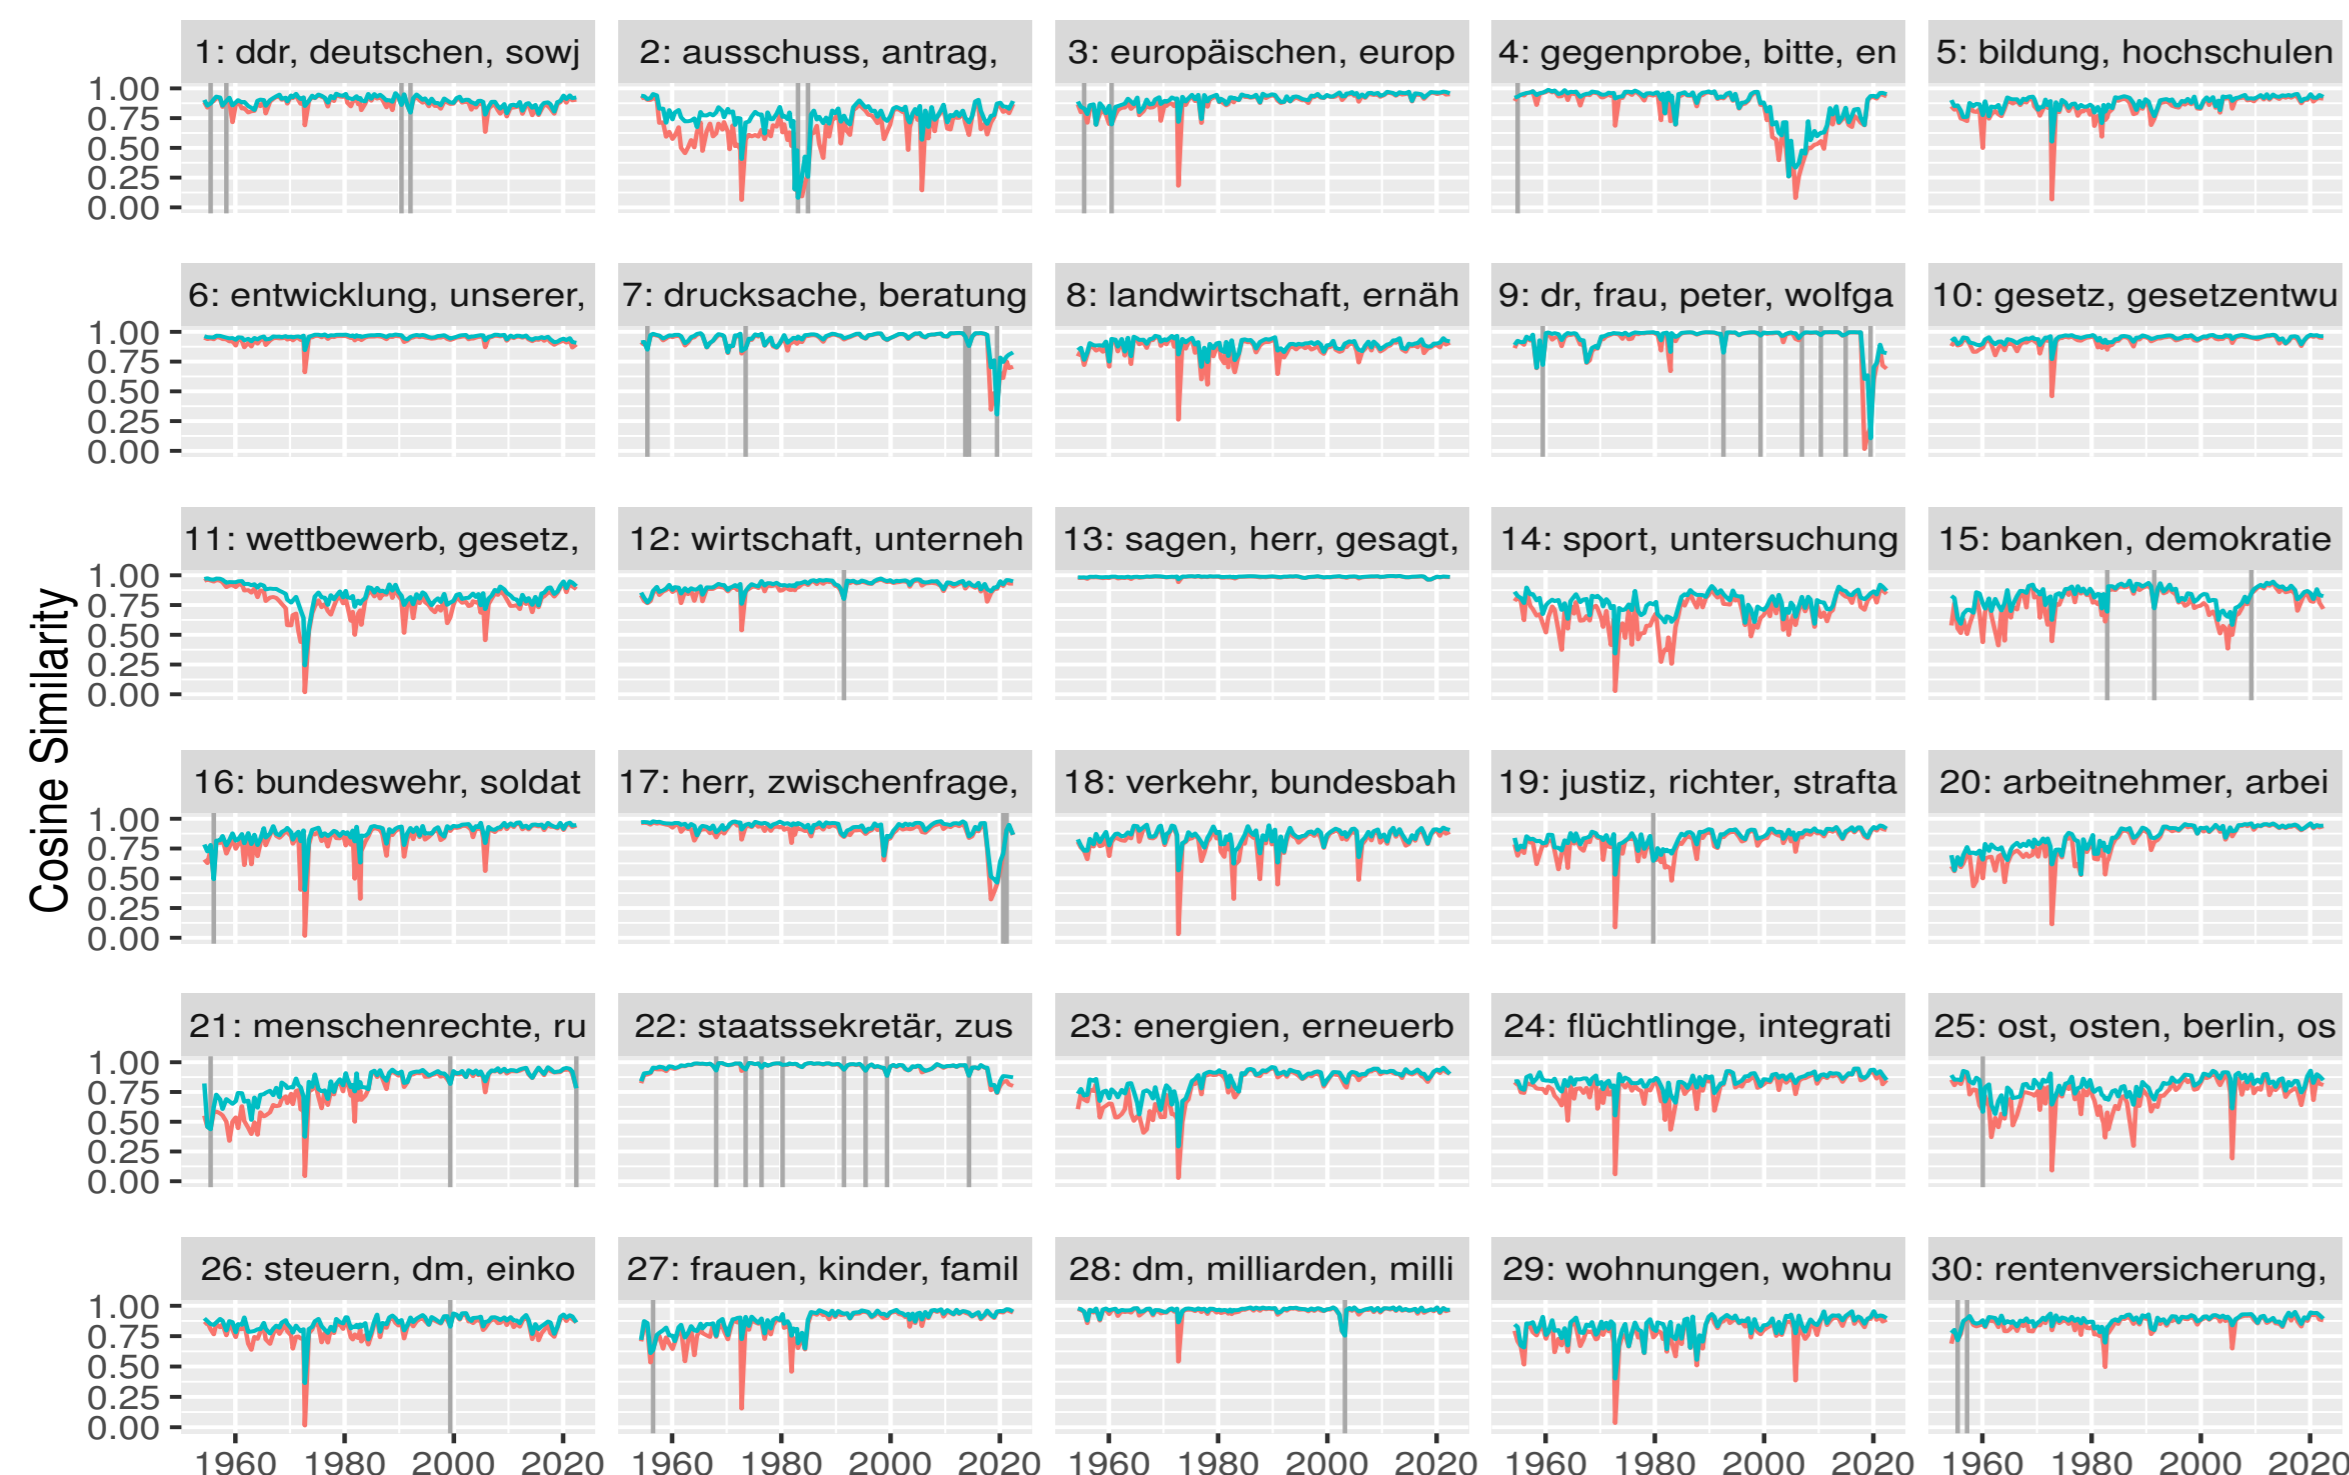 1: ddr, deutschen, sowj
2: ausschuss, antrag,
3: europäischen, europ
4: gegenprobe, bitte, en
5: bildung, hochschulen
1.00
0.75
0.50
0.25
0.00
6: entwicklung, unserer,
7: drucksache, beratung
8: landwirtschaft, ernäh
9: dr, frau, peter, wolfga
10: gesetz, gesetzentwu
1.00
0.75
0.50
0.25
0.00
11: wettbewerb, gesetz,
12: wirtschaft, unterneh
13: sagen, herr, gesagt,
14: sport, untersuchung
15: banken, demokratie
1.00
0.75
0.50
0.25
0.00
Cosine Similarity
16: bundeswehr, soldat
17: herr, zwischenfrage,
18: verkehr, bundesbah
19: justiz, richter, strafta
20: arbeitnehmer, arbei
1.00
0.75
0.50
0.25
0.00
21: menschenrechte, ru
22: staatssekretär, zus
23: energien, erneuerb
24: flüchtlinge, integrati
25: ost, osten, berlin, os
1.00
0.75
0.50
0.25
0.00
26: steuern, dm, einko
27: frauen, kinder, famil
28: dm, milliarden, milli
29: wohnungen, wohnu
30: rentenversicherung,
1.00
0.75
0.50
0.25
0.00
1960 1980 2000 2020
1960 1980 2000 2020
1960 1980 2000 2020
1960 1980 2000 2020
1960 1980 2000 2020